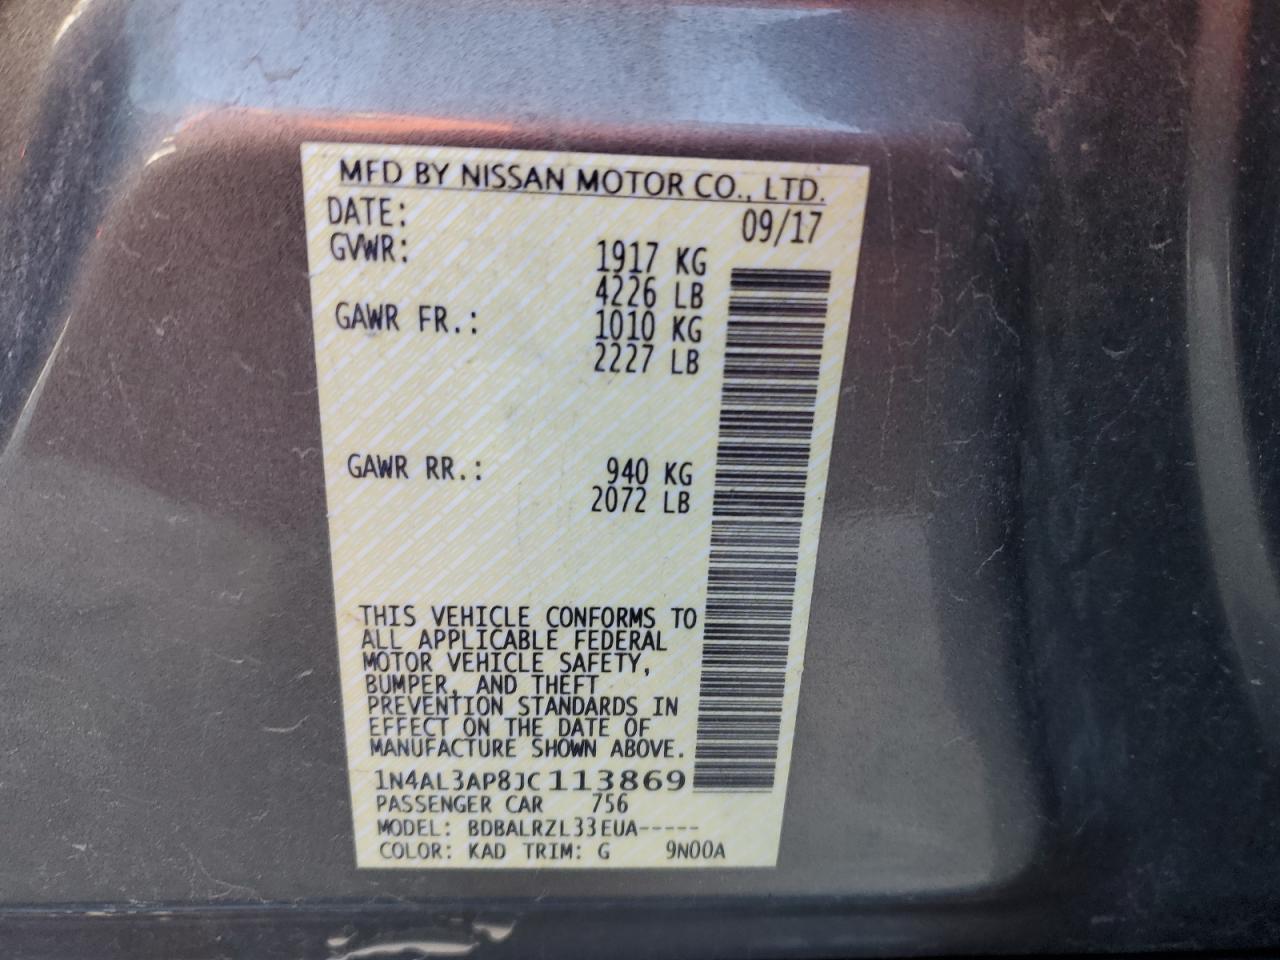 MFD BY NISSAN MOTOR CO., LTD.
DATE: 09/17
GVWR: 1917 KG
4226 LB
GAWR FR.: 1010 KG
2227 LB
GAWR RR.: 940 KG
2072 LB
THIS VEHICLE CONFORMS TO
ALL APPLICABLE FEDERAL
MOTOR VEHICLE SAFETY,
BUMPER, AND THEFT
PREVENTION STANDARDS IN
EFFECT ON THE DATE OF
MANUFACTURE SHOWN ABOVE.
1N4AL3AP8JC113869
PASSENGER CAR 756
MODEL: BDBALRZL33EUA-----
COLOR: KAD TRIM: G 9N00A